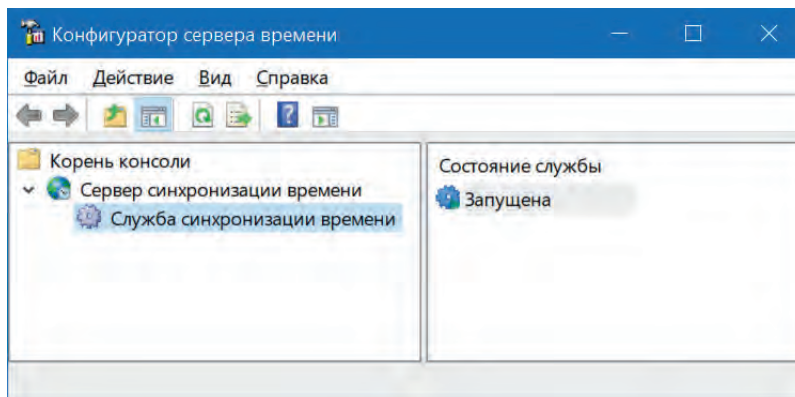 Конфигуратор сервера времени
Файл Действие Вид Справка
Корень консоли
Сервер синхронизации времени
Служба синхронизации времени
Состояние службы
Запущена